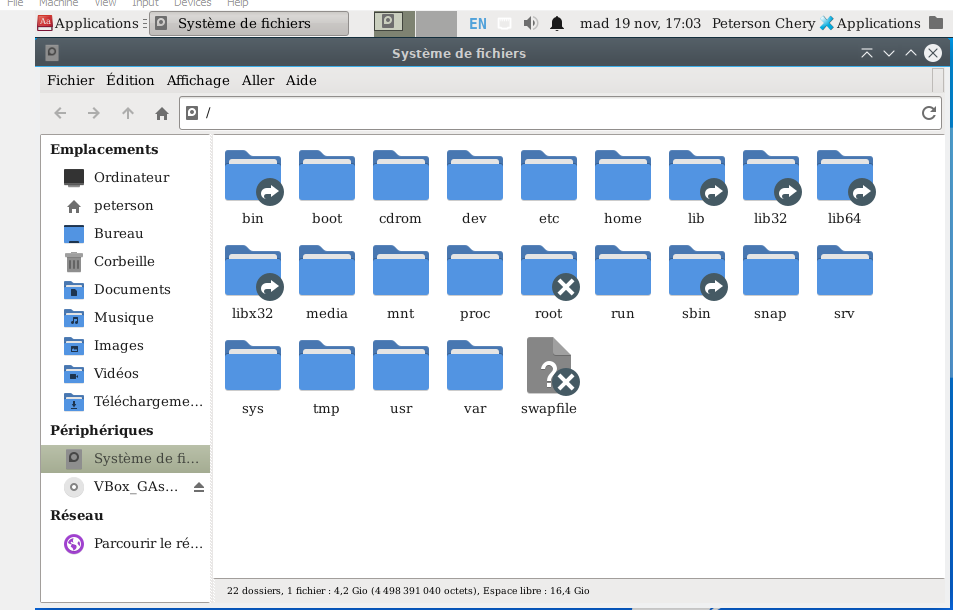 File Machine View Input Devices Help
Applications Système de fichiers EN mad 19 nov, 17:03 Peterson Chery Applications
Système de fichiers
Fichier Édition Affichage Aller Aide
/
Emplacements
Ordinateur
peterson
Bureau
Corbeille
Documents
Musique
Images
Vidéos
Téléchargeme...
Périphériques
Système de fi...
VBox_GAs...
Réseau
Parcourir le ré...
bin boot cdrom dev etc home lib lib32 lib64
libx32 media mnt proc root run sbin snap srv
sys tmp usr var swapfile
22 dossiers, 1 fichier : 4,2 Gio (4 498 391 040 octets), Espace libre : 16,4 Gio